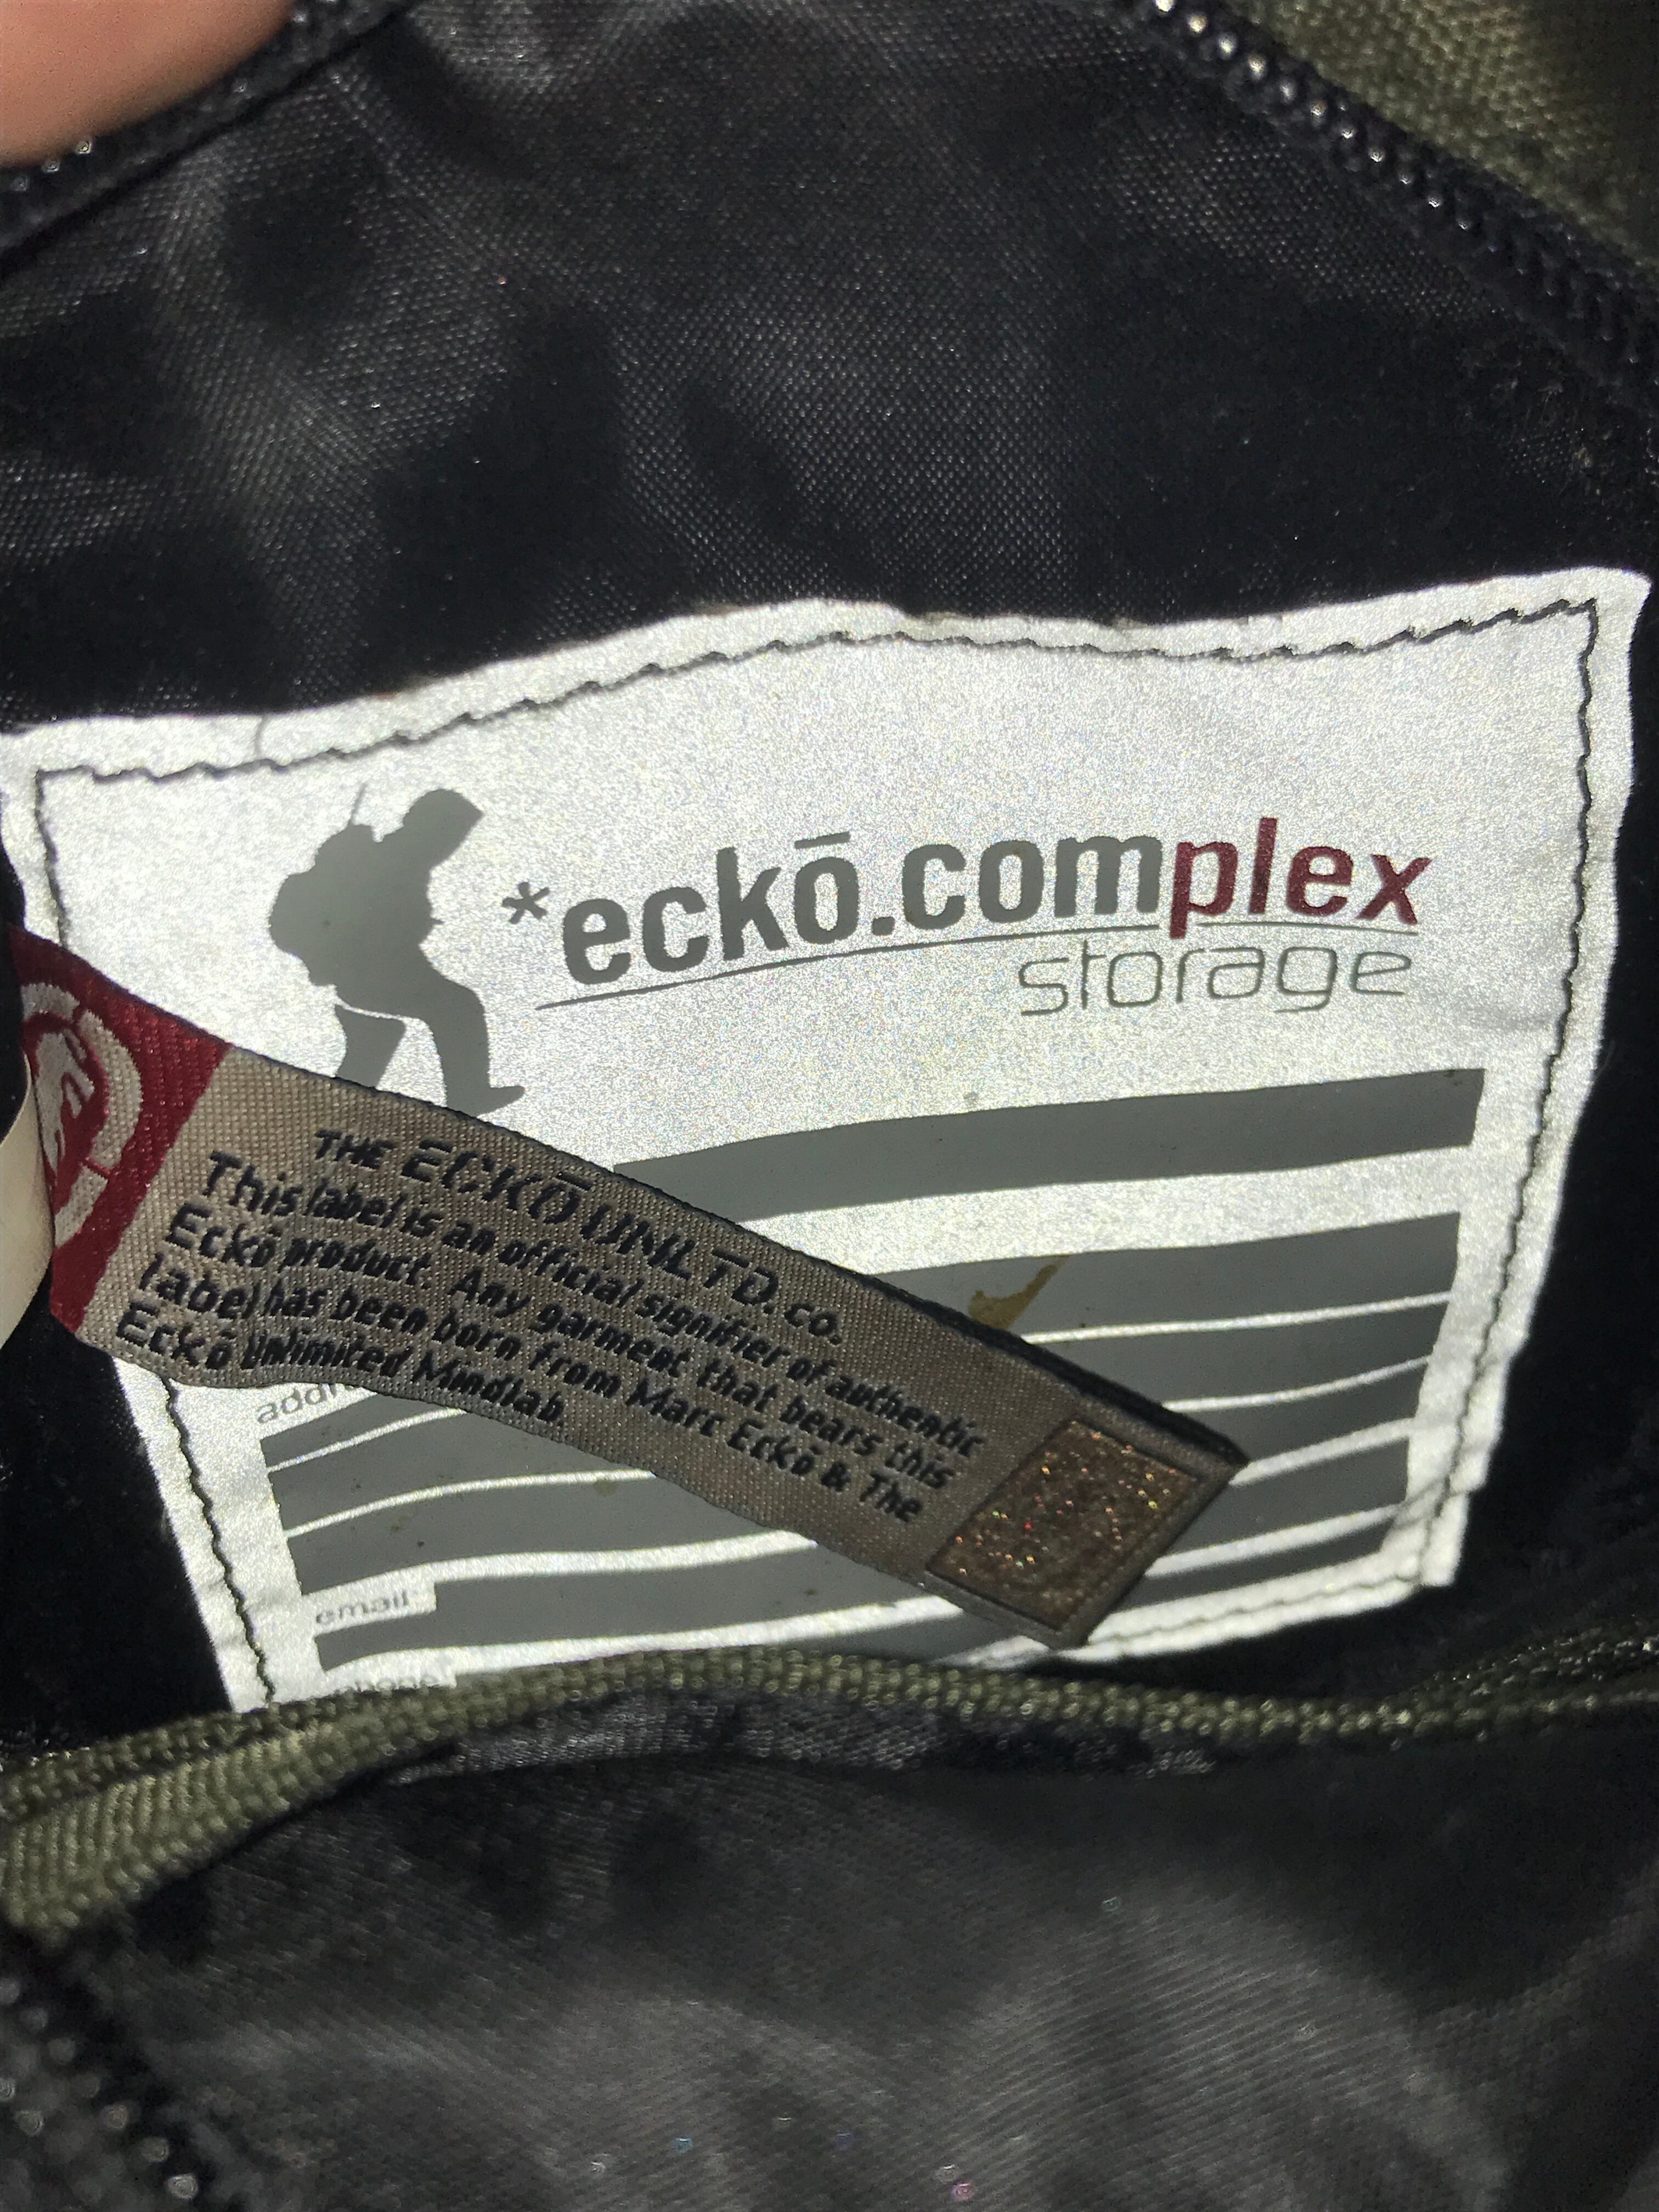 *eckō.complex
storage
THE ECKŌ UNLTD. CO.
This label is an official signifier of authentic
Eckō product. Any garment that bears this
label has been born from Marc Eckō & The
Eckō Unlimited Mindlab.
email
phone